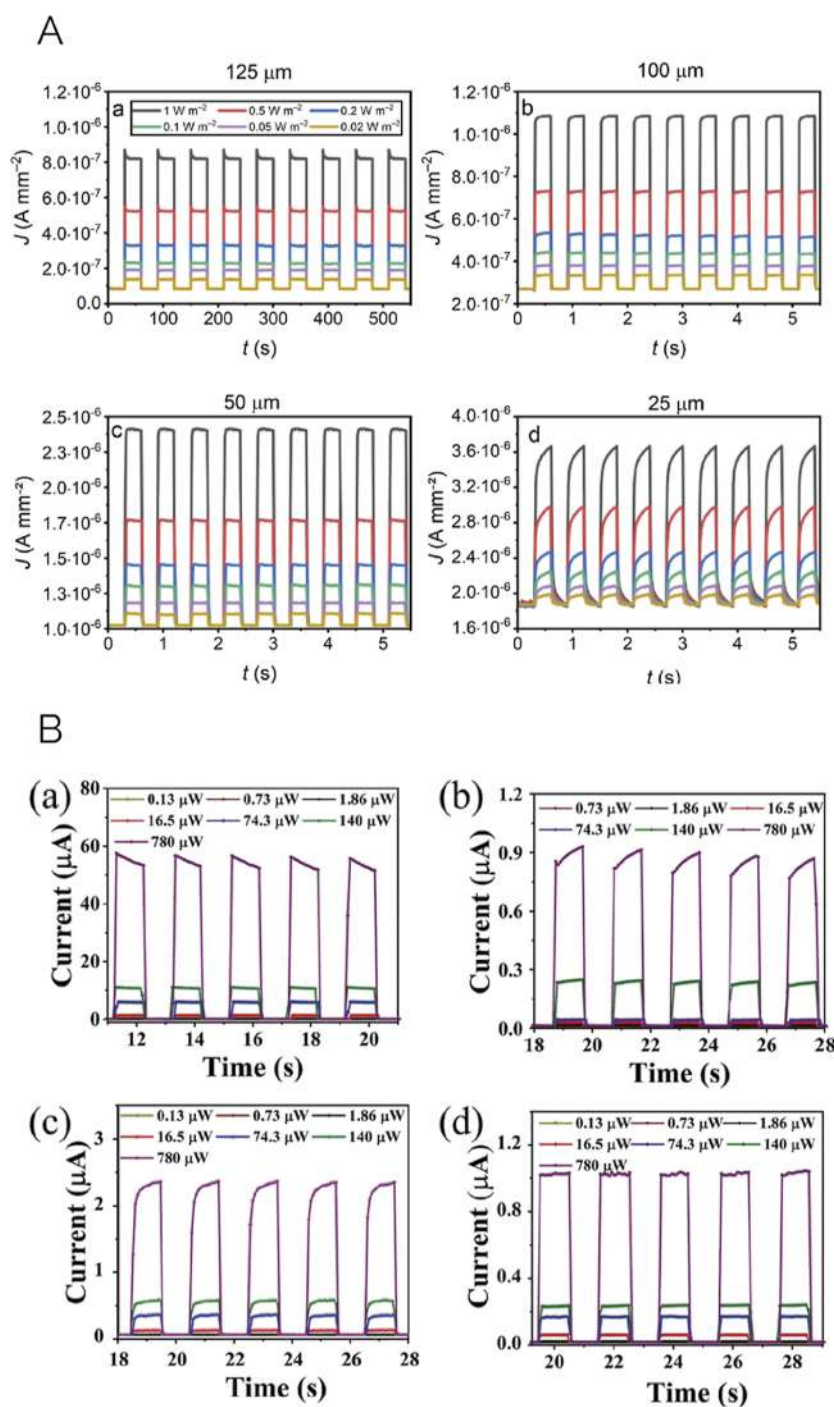 A
125 μm
a
1 W m⁻² 0.5 W m⁻² 0.2 W m⁻²
0.1 W m⁻² 0.05 W m⁻² 0.02 W m⁻²
1.2·10⁻⁶
1.0·10⁻⁶
8.0·10⁻⁷
6.0·10⁻⁷
4.0·10⁻⁷
2.0·10⁻⁷
0.0
J (A mm⁻²)
0 100 200 300 400 500
t (s)
100 μm
b
1.2·10⁻⁶
1.0·10⁻⁶
8.0·10⁻⁷
6.0·10⁻⁷
4.0·10⁻⁷
2.0·10⁻⁷
J (A mm⁻²)
0 1 2 3 4 5
t (s)
50 μm
c
2.5·10⁻⁶
2.3·10⁻⁶
2.0·10⁻⁶
1.7·10⁻⁶
1.5·10⁻⁶
1.3·10⁻⁶
1.0·10⁻⁶
J (A mm⁻²)
0 1 2 3 4 5
t (s)
25 μm
d
4.0·10⁻⁶
3.6·10⁻⁶
2.8·10⁻⁶
2.4·10⁻⁶
2.0·10⁻⁶
1.6·10⁻⁶
J (A mm⁻²)
0 1 2 3 4 5
t (s)
B
(a)
0.13 μW 0.73 μW 1.86 μW
16.5 μW 74.3 μW 140 μW
780 μW
80
60
40
20
0
Current (μA)
12 14 16 18 20
Time (s)
(b)
0.73 μW 1.86 μW 16.5 μW
74.3 μW 140 μW 780 μW
1.2
0.9
0.6
0.3
0.0
Current (μA)
18 20 22 24 26 28
Time (s)
(c)
0.13 μW 0.73 μW 1.86 μW
16.5 μW 74.3 μW 140 μW
780 μW
3
2
1
0
Current (μA)
18 20 22 24 26 28
Time (s)
(d)
0.13 μW 0.73 μW 1.86 μW
16.5 μW 74.3 μW 140 μW
780 μW
1.2
0.8
0.4
0.0
Current (μA)
20 22 24 26 28
Time (s)